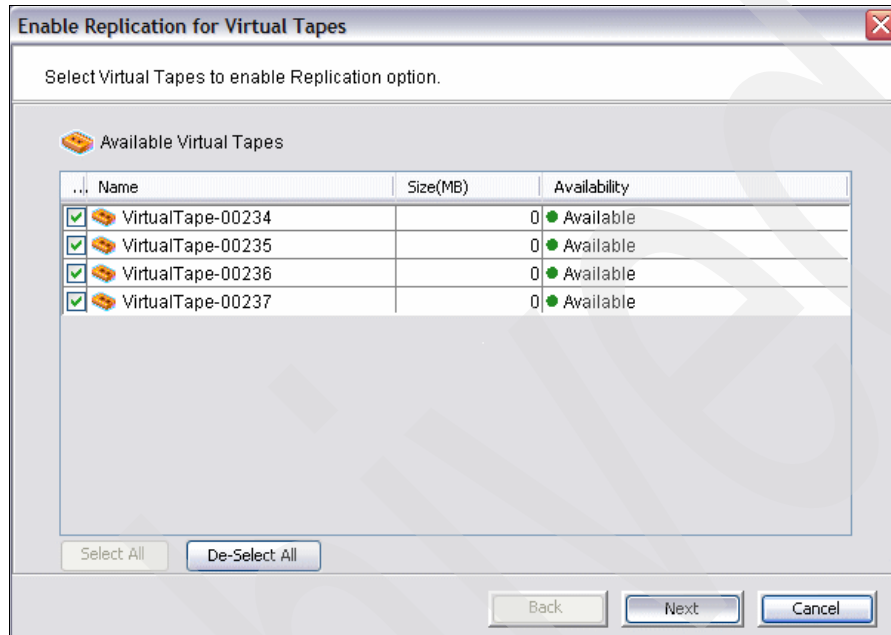 Enable Replication for Virtual Tapes
Select Virtual Tapes to enable Replication option.
Available Virtual Tapes
... Name Size(MB) Availability
VirtualTape-00234 0 Available
VirtualTape-00235 0 Available
VirtualTape-00236 0 Available
VirtualTape-00237 0 Available
Select All De-Select All
Back Next Cancel